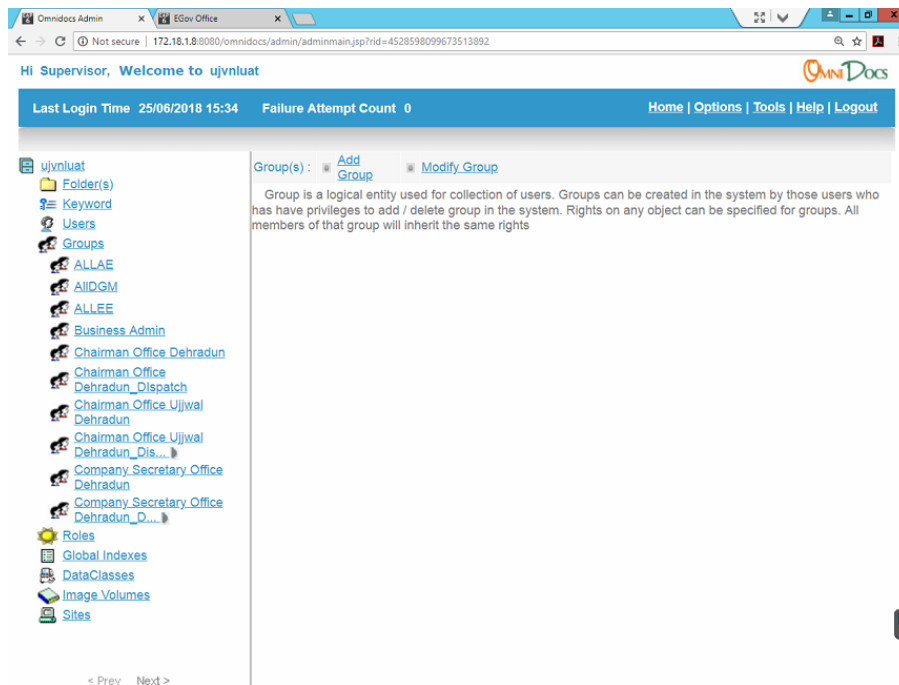 Omnidocs Admin
EGov Office
Not secure | 172.18.1.8:8080/omnidocs/admin/adminmain.jsp?rid=4528598099673513892
Hi Supervisor, Welcome to ujvnluat
OMNIDOCS
Last Login Time 25/06/2018 15:34 Failure Attempt Count 0
Home | Options | Tools | Help | Logout
ujvnluat
Folder(s)
Keyword
Users
Groups
ALLAE
AllDGM
ALLEE
Business Admin
Chairman Office Dehradun
Chairman Office
Dehradun_DIspatch
Chairman Office Ujjwal
Dehradun
Chairman Office Ujjwal
Dehradun_Dis...
Company Secretary Office
Dehradun
Company Secretary Office
Dehradun_D...
Roles
Global Indexes
DataClasses
Image Volumes
Sites
< Prev Next >
Group(s) : Add
Group
Modify Group
Group is a logical entity used for collection of users. Groups can be created in the system by those users who
has have privileges to add / delete group in the system. Rights on any object can be specified for groups. All
members of that group will inherit the same rights